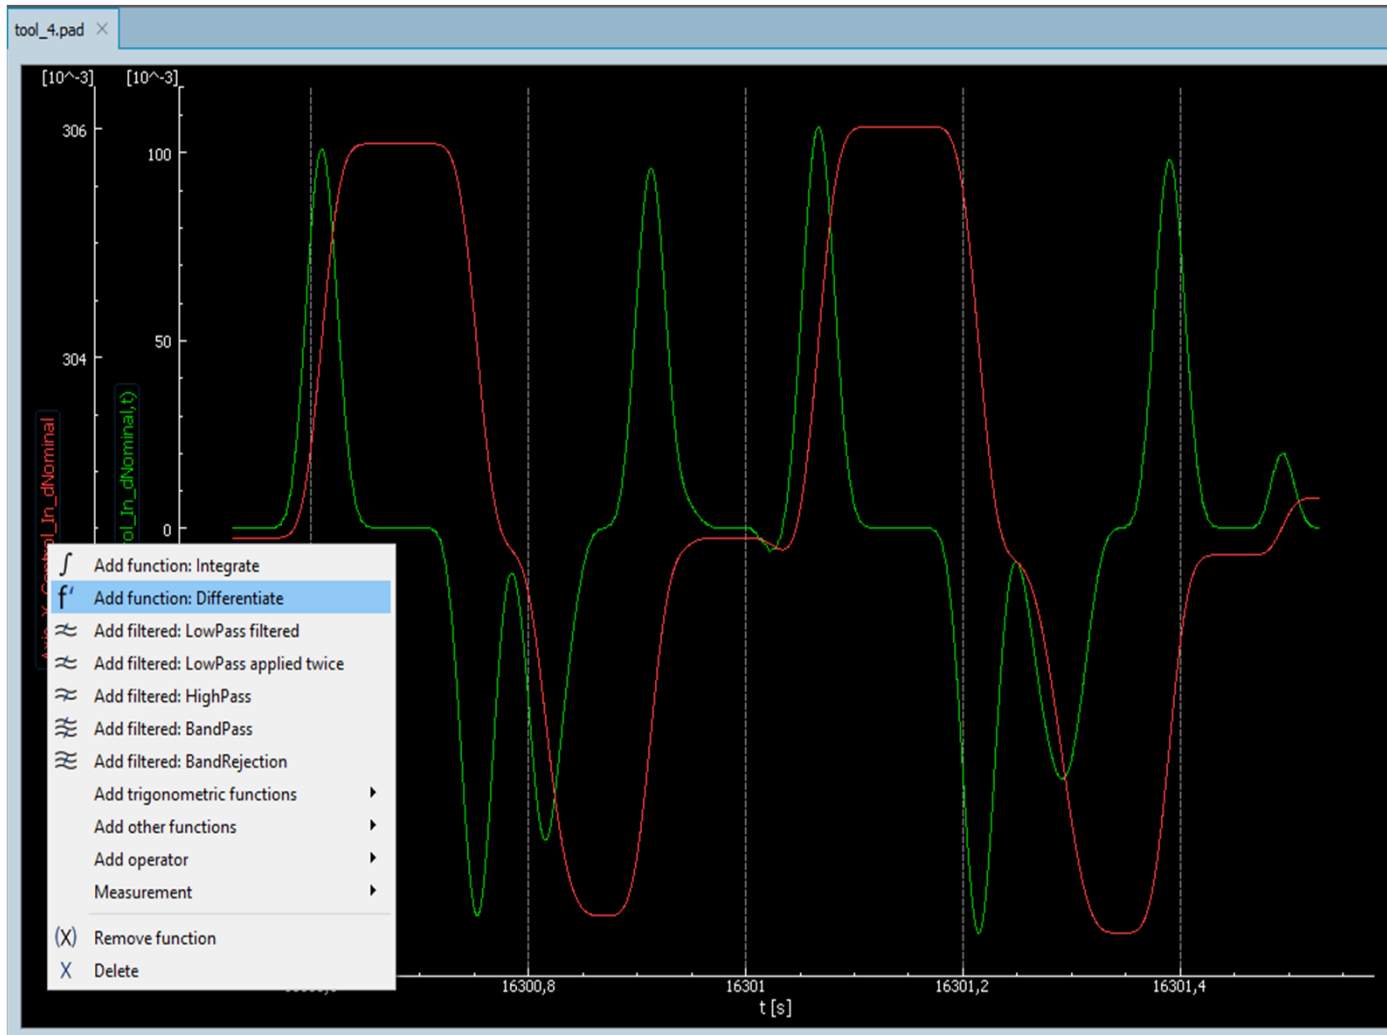 tool_4.pad
[10^-3] [10^-3]
306
100
304
50
0
Control_In_dNominal
ol_In_dNominal,t)
Add function: Integrate
Add function: Differentiate
Add filtered: LowPass filtered
Add filtered: LowPass applied twice
Add filtered: HighPass
Add filtered: BandPass
Add filtered: BandRejection
Add trigonometric functions
Add other functions
Add operator
Measurement
(X) Remove function
X Delete
16300,8 16301 16301,2 16301,4
t [s]